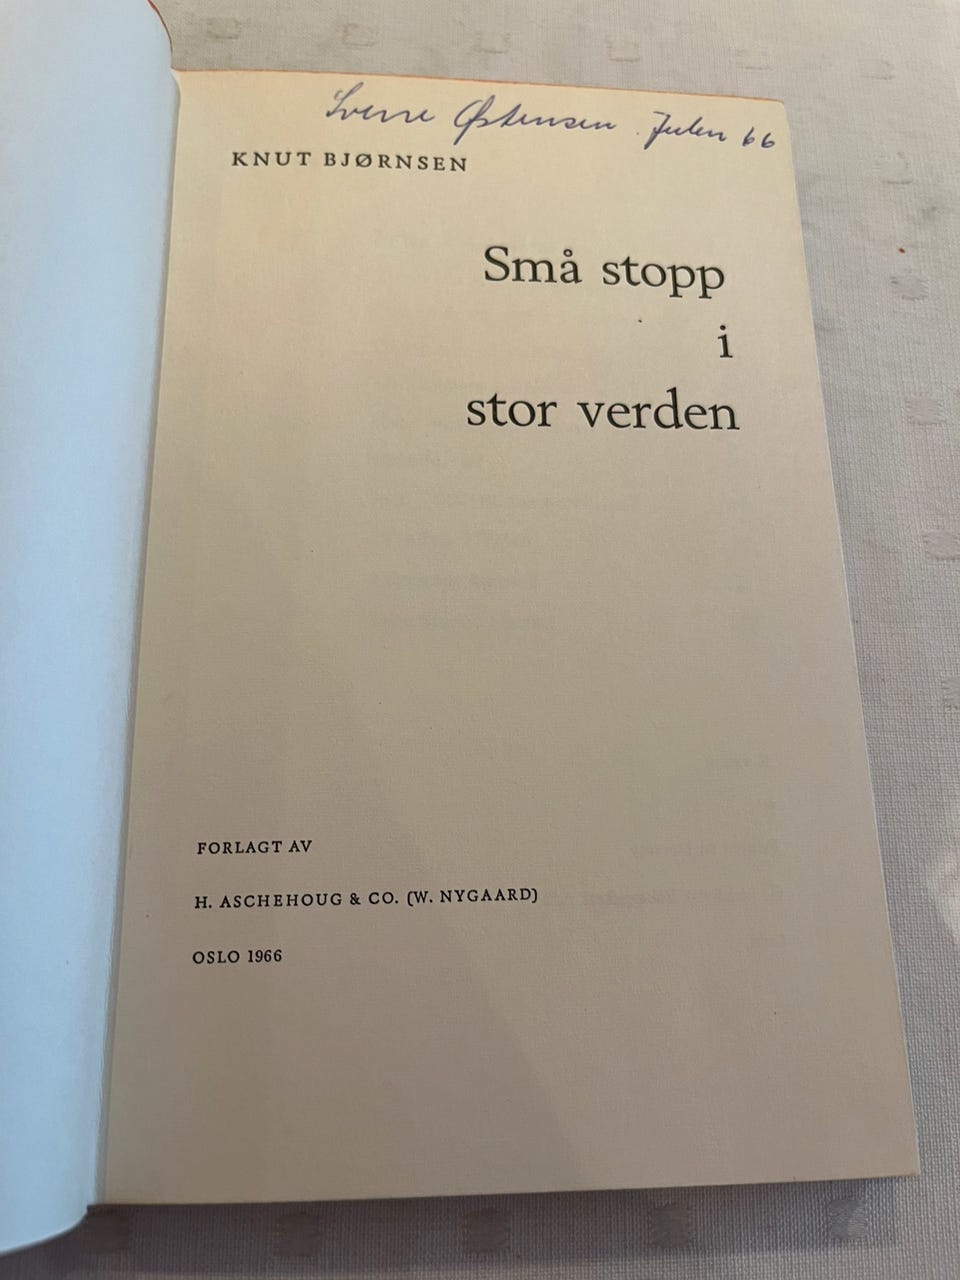 Sverre Østensen. Julen 66
KNUT BJØRNSEN
Små stopp
i
stor verden
FORLAGT AV
H. ASCHEHOUG & CO. (W. NYGAARD)
OSLO 1966